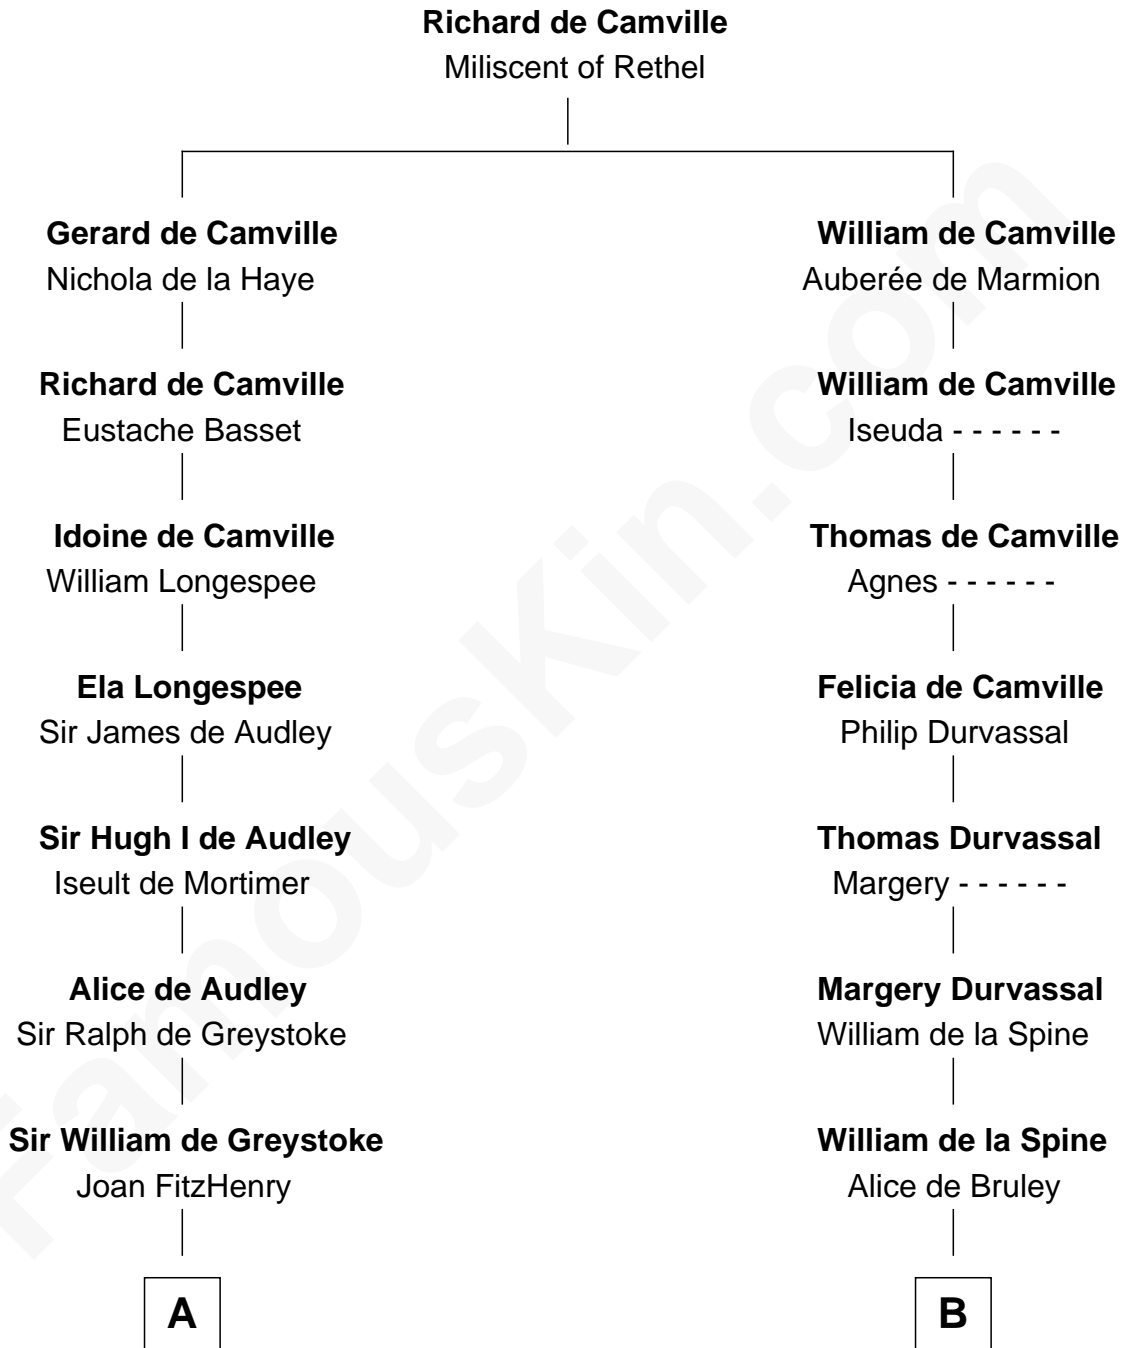 Richard de Camville
Miliscent of Rethel
Gerard de Camville
Nichola de la Haye
William de Camville
Auberée de Marmion
Richard de Camville
Eustache Basset
William de Camville
Iseuda - - - - - -
Idoine de Camville
William Longespee
Thomas de Camville
Agnes - - - - - -
Ela Longespee
Sir James de Audley
Felicia de Camville
Philip Durvassal
Sir Hugh I de Audley
Iseult de Mortimer
Thomas Durvassal
Margery - - - - - -
Alice de Audley
Sir Ralph de Greystoke
Margery Durvassal
William de la Spine
Sir William de Greystoke
Joan FitzHenry
William de la Spine
Alice de Bruley
A
B
FamousKin.com